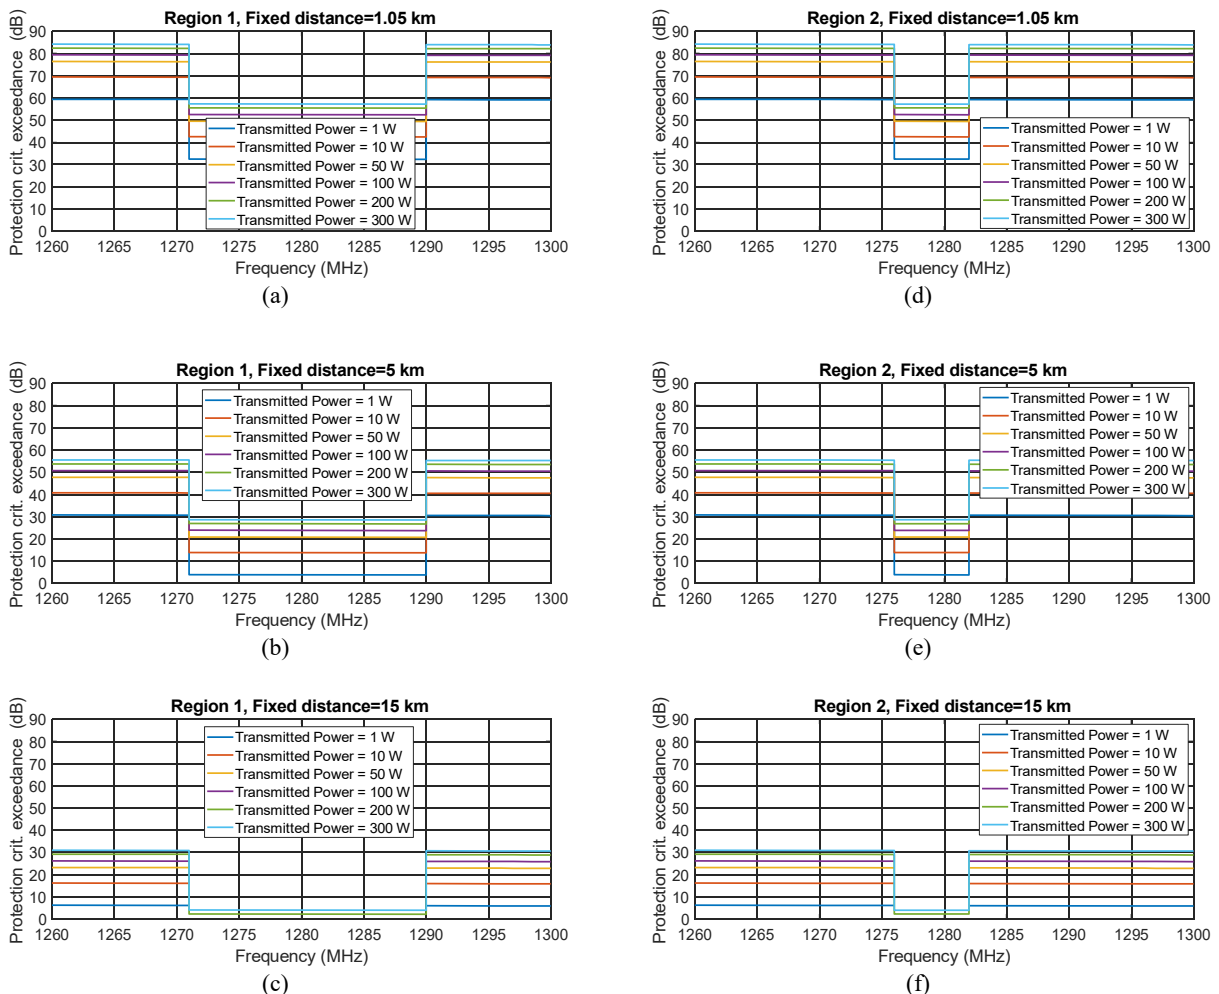 Region 1, Fixed distance=1.05 km
Protection crit. exceedance (dB)
90
80
70
60
50
40
30
20
10
0
Transmitted Power = 1 W
Transmitted Power = 10 W
Transmitted Power = 50 W
Transmitted Power = 100 W
Transmitted Power = 200 W
Transmitted Power = 300 W
1260 1265 1270 1275 1280 1285 1290 1295 1300
Frequency (MHz)
(a)
Region 2, Fixed distance=1.05 km
Protection crit. exceedance (dB)
90
80
70
60
50
40
30
20
10
0
Transmitted Power = 1 W
Transmitted Power = 10 W
Transmitted Power = 50 W
Transmitted Power = 100 W
Transmitted Power = 200 W
Transmitted Power = 300 W
1260 1265 1270 1275 1280 1285 1290 1295 1300
Frequency (MHz)
(d)
Region 1, Fixed distance=5 km
Protection crit. exceedance (dB)
90
80
70
60
50
40
30
20
10
0
Transmitted Power = 1 W
Transmitted Power = 10 W
Transmitted Power = 50 W
Transmitted Power = 100 W
Transmitted Power = 200 W
Transmitted Power = 300 W
1260 1265 1270 1275 1280 1285 1290 1295 1300
Frequency (MHz)
(b)
Region 2, Fixed distance=5 km
Protection crit. exceedance (dB)
90
80
70
60
50
40
30
20
10
0
Transmitted Power = 1 W
Transmitted Power = 10 W
Transmitted Power = 50 W
Transmitted Power = 100 W
Transmitted Power = 200 W
Transmitted Power = 300 W
1260 1265 1270 1275 1280 1285 1290 1295 1300
Frequency (MHz)
(e)
Region 1, Fixed distance=15 km
Protection crit. exceedance (dB)
90
80
70
60
50
40
30
20
10
0
Transmitted Power = 1 W
Transmitted Power = 10 W
Transmitted Power = 50 W
Transmitted Power = 100 W
Transmitted Power = 200 W
Transmitted Power = 300 W
1260 1265 1270 1275 1280 1285 1290 1295 1300
Frequency (MHz)
(c)
Region 2, Fixed distance=15 km
Protection crit. exceedance (dB)
90
80
70
60
50
40
30
20
10
0
Transmitted Power = 1 W
Transmitted Power = 10 W
Transmitted Power = 50 W
Transmitted Power = 100 W
Transmitted Power = 200 W
Transmitted Power = 300 W
1260 1265 1270 1275 1280 1285 1290 1295 1300
Frequency (MHz)
(f)